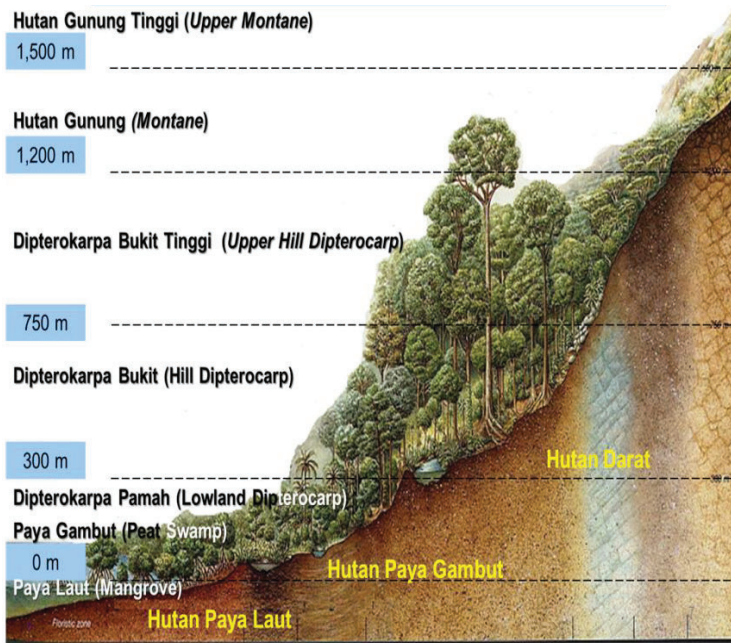 Hutan Gunung Tinggi (Upper Montane)
1,500 m
Hutan Gunung (Montane)
1,200 m
Dipterokarpa Bukit Tinggi (Upper Hill Dipterocarp)
750 m
Dipterokarpa Bukit (Hill Dipterocarp)
300 m
Hutan Darat
Dipterokarpa Pamah (Lowland Dipterocarp)
Paya Gambut (Peat Swamp)
0 m
Hutan Paya Gambut
Paya Laut (Mangrove)
Floristic zone
Hutan Paya Laut